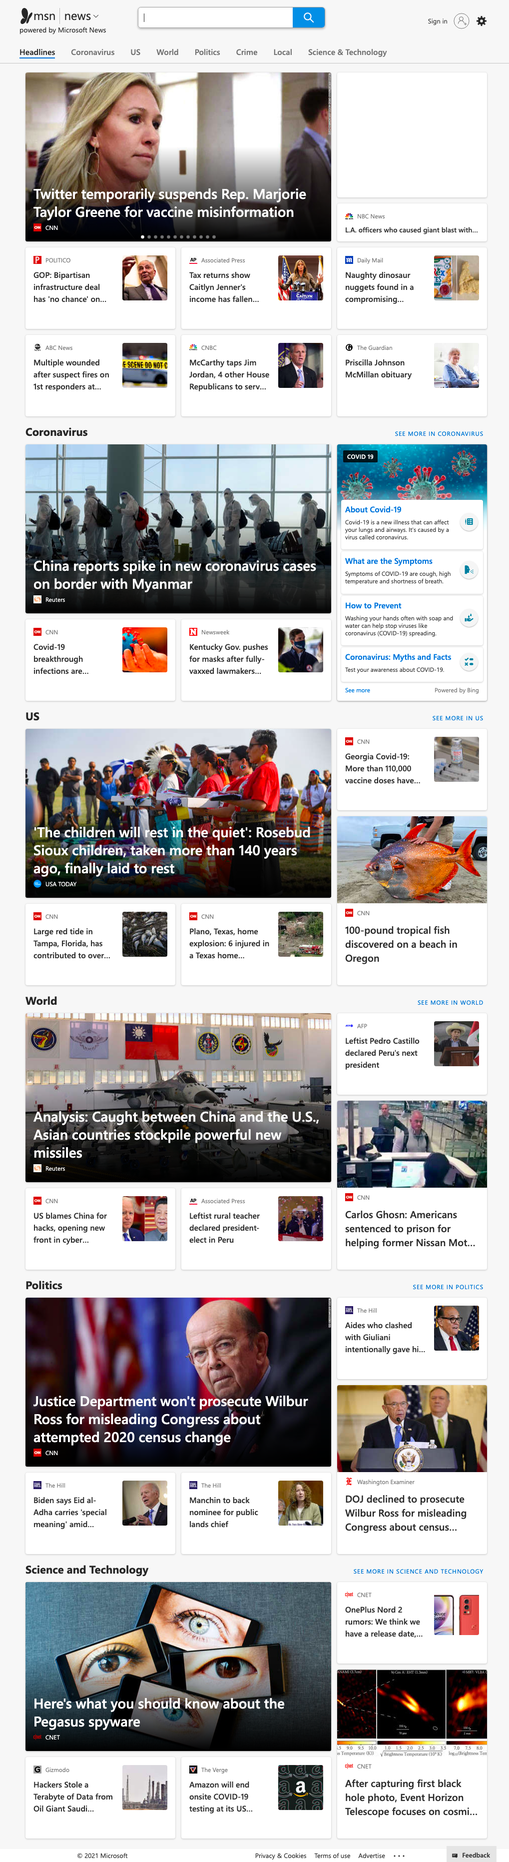 msn news
powered by Microsoft News
Sign in
Headlines Coronavirus US World Politics Crime Local Science & Technology
Twitter temporarily suspends Rep. Marjorie
Taylor Greene for vaccine misinformation
CNN
NBC News
L.A. officers who caused giant blast with...
POLITICO
GOP: Bipartisan
infrastructure deal
has 'no chance' on...
Associated Press
Tax returns show
Caitlyn Jenner's
income has fallen...
Daily Mail
Naughty dinosaur
nuggets found in a
compromising...
ABC News
Multiple wounded
after suspect fires on
1st responders at...
CNBC
McCarthy taps Jim
Jordan, 4 other House
Republicans to serv...
The Guardian
Priscilla Johnson
McMillan obituary
Coronavirus
SEE MORE IN CORONAVIRUS
China reports spike in new coronavirus cases
on border with Myanmar
Reuters
COVID 19
About Covid-19
Covid-19 is a new illness that can affect
your lungs and airways. It's caused by a
virus called coronavirus.
What are the Symptoms
Symptoms of COVID-19 are cough, high
temperature and shortness of breath.
How to Prevent
Washing your hands often with soap and
water can help stop viruses like
coronavirus (COVID-19) spreading.
Coronavirus: Myths and Facts
Test your awareness about COVID-19.
See more
Powered by Bing
CNN
Covid-19
breakthrough
infections are...
Newsweek
Kentucky Gov. pushes
for masks after fully-
vaxxed lawmakers...
US
SEE MORE IN US
'The children will rest in the quiet': Rosebud
Sioux children, taken more than 140 years
ago, finally laid to rest
USA TODAY
CNN
Georgia Covid-19:
More than 110,000
vaccine doses have...
CNN
100-pound tropical fish
discovered on a beach in
Oregon
CNN
Large red tide in
Tampa, Florida, has
contributed to over...
CNN
Plano, Texas, home
explosion: 6 injured in
a Texas home...
World
SEE MORE IN WORLD
Analysis: Caught between China and the U.S.,
Asian countries stockpile powerful new
missiles
Reuters
AFP
Leftist Pedro Castillo
declared Peru's next
president
CNN
Carlos Ghosn: Americans
sentenced to prison for
helping former Nissan Mot...
CNN
US blames China for
hacks, opening new
front in cyber...
Associated Press
Leftist rural teacher
declared president-
elect in Peru
Politics
SEE MORE IN POLITICS
Justice Department won't prosecute Wilbur
Ross for misleading Congress about
attempted 2020 census change
CNN
The Hill
Aides who clashed
with Giuliani
intentionally gave hi...
Washington Examiner
DOJ declined to prosecute
Wilbur Ross for misleading
Congress about census...
The Hill
Biden says Eid al-
Adha carries 'special
meaning' amid...
The Hill
Manchin to back
nominee for public
lands chief
Science and Technology
SEE MORE IN SCIENCE AND TECHNOLOGY
Here's what you should know about the
Pegasus spyware
CNET
CNET
OnePlus Nord 2
rumors: We think we
have a release date,...
CNET
After capturing first black
hole photo, Event Horizon
Telescope focuses on cosmi...
Gizmodo
Hackers Stole a
Terabyte of Data from
Oil Giant Saudi...
The Verge
Amazon will end
onsite COVID-19
testing at its US...
© 2021 Microsoft Privacy & Cookies Terms of use Advertise
Feedback